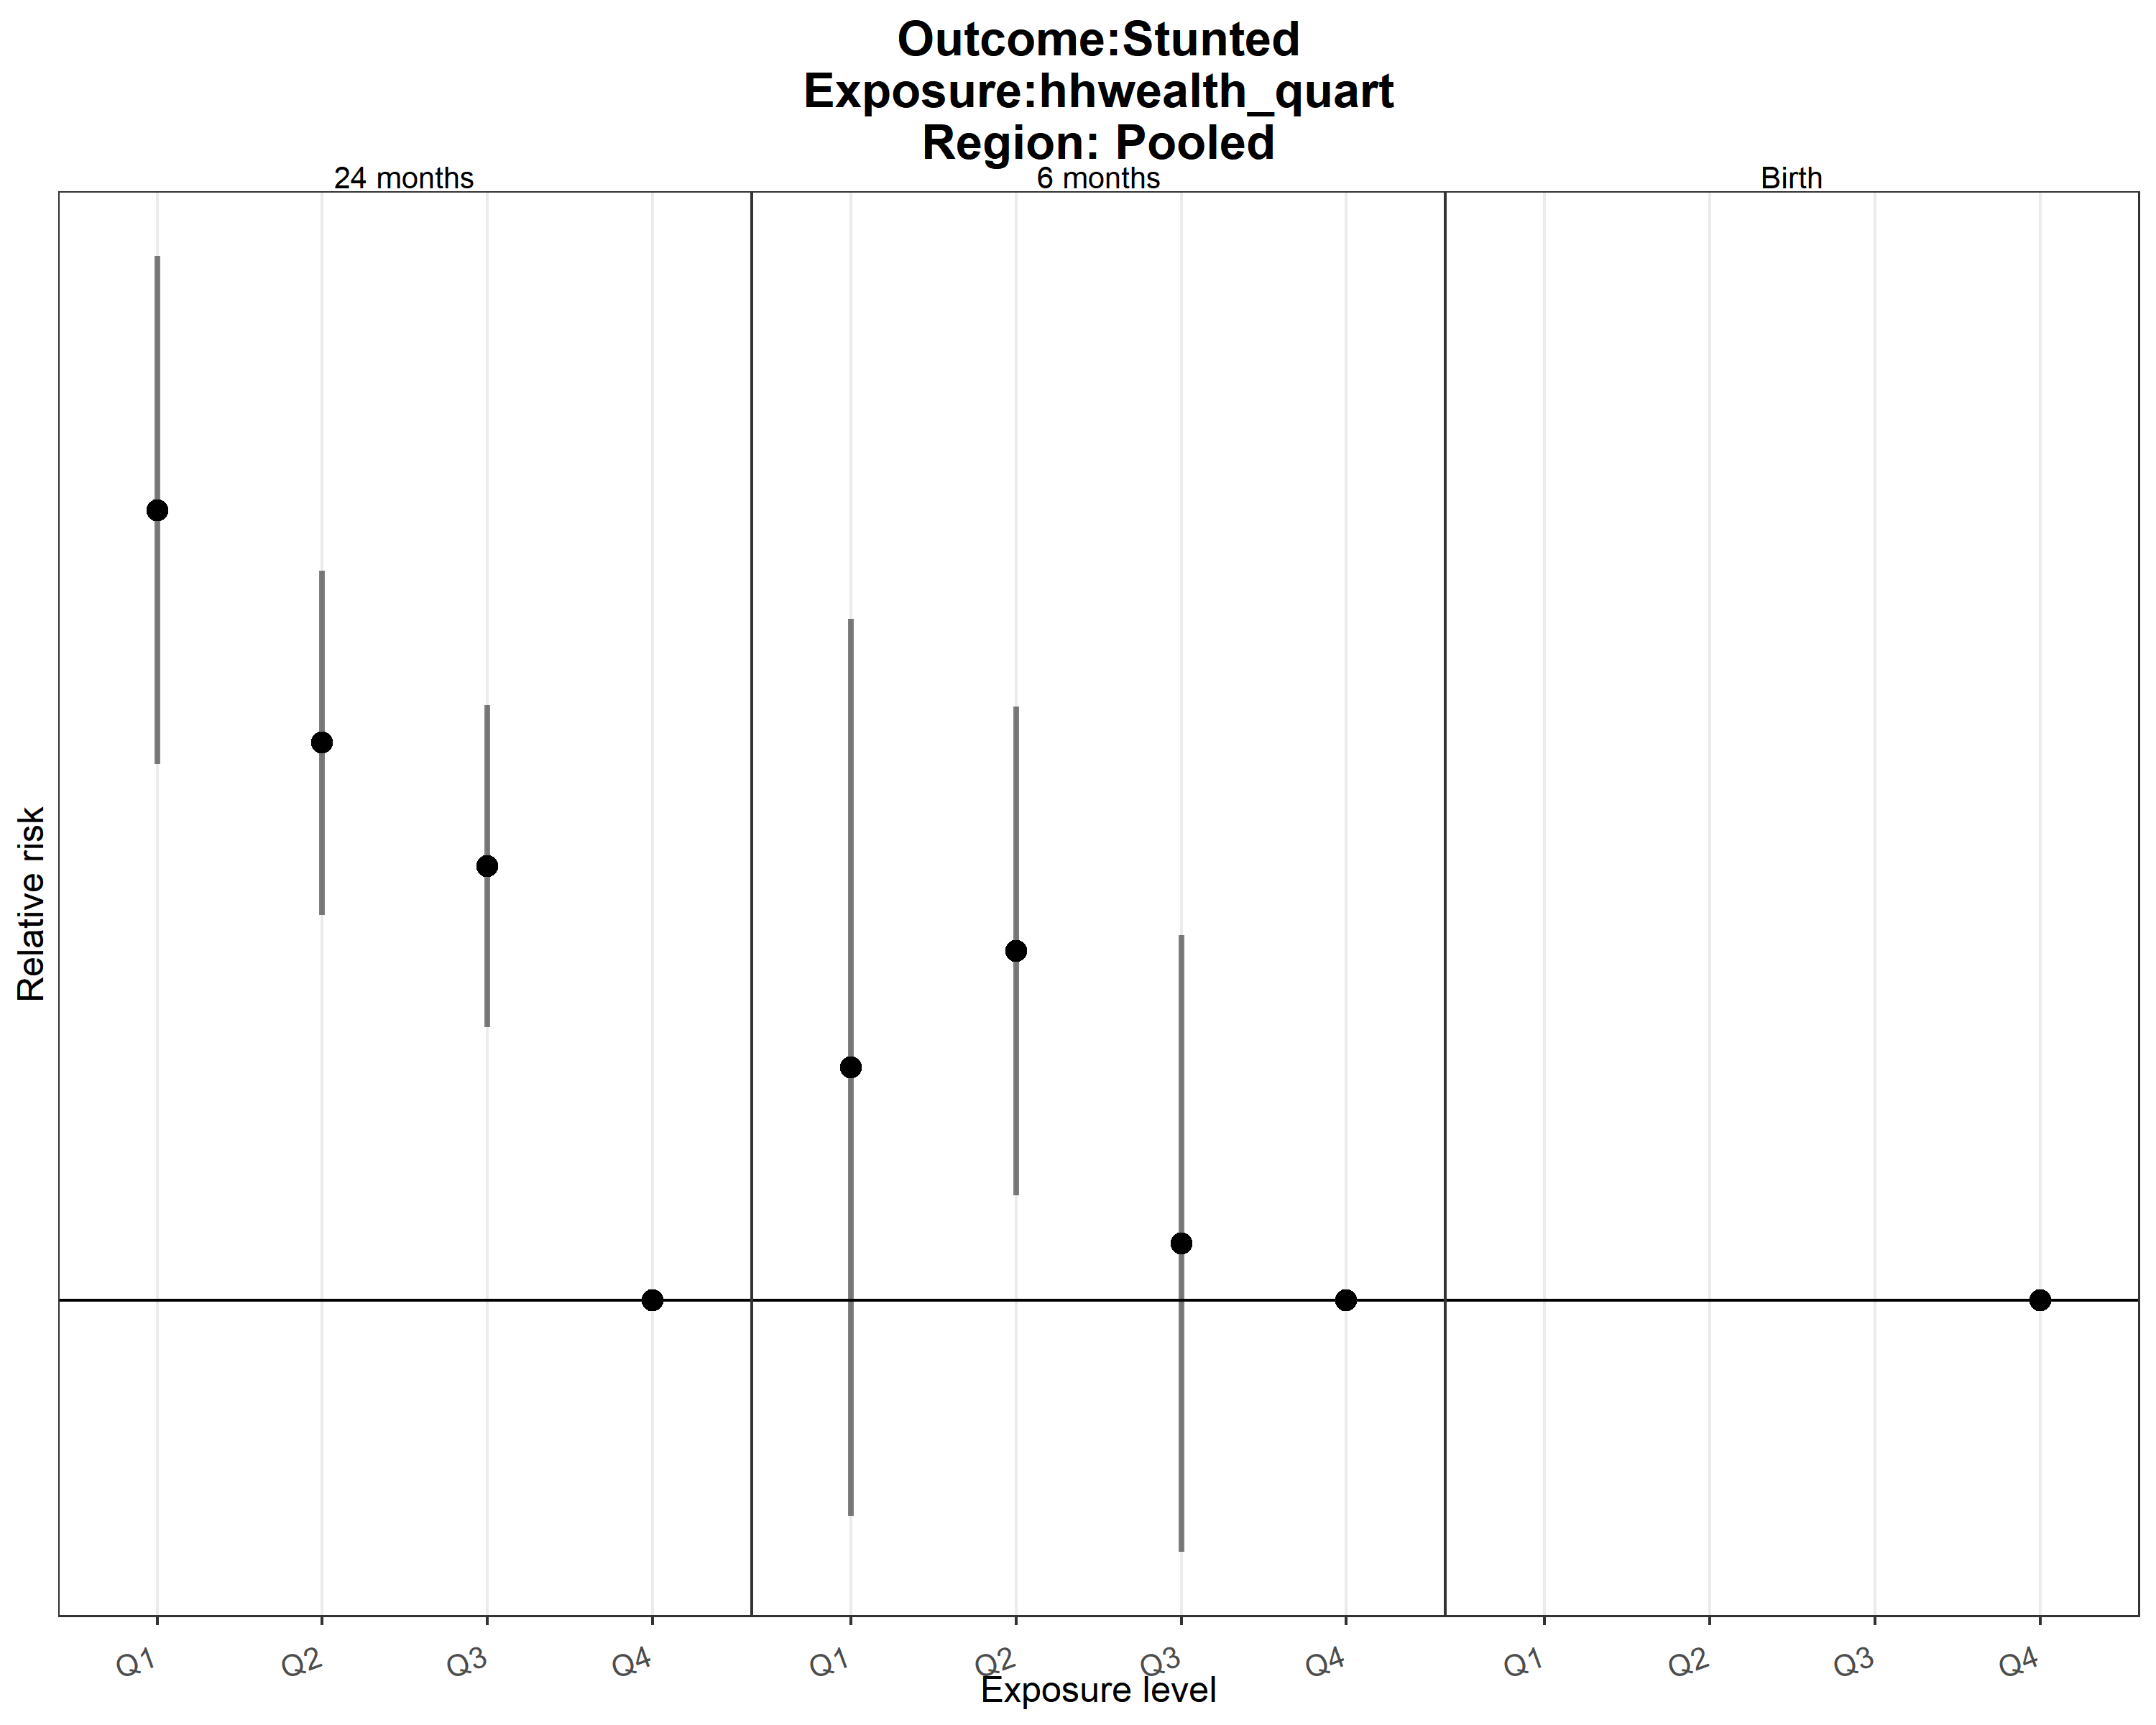 Outcome:Stunted
Exposure:hhwealth_quart
Region: Pooled
24 months 6 months Birth
Relative risk
Q1 Q2 Q3 Q4 Q1 Q2 Q3 Q4 Q1 Q2 Q3 Q4
Exposure level